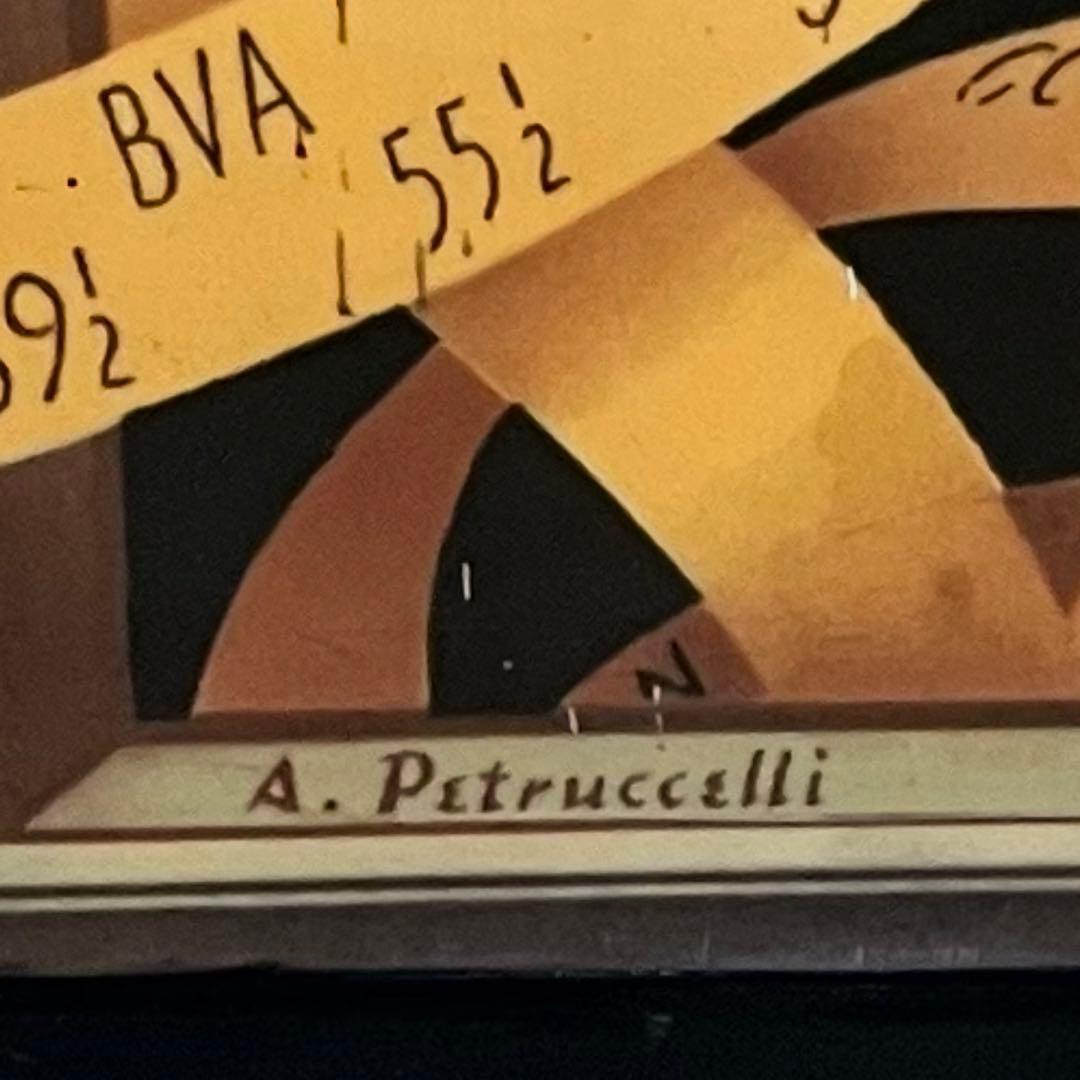 BVA
55½
9½
N
A. Petruccelli